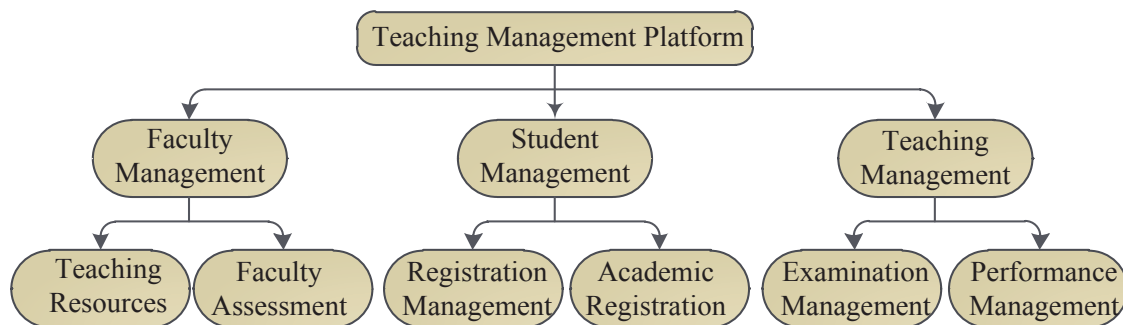 Teaching Management Platform
Faculty
Management
Student
Management
Teaching
Management
Teaching
Resources
Faculty
Assessment
Registration
Management
Academic
Registration
Examination
Management
Performance
Management